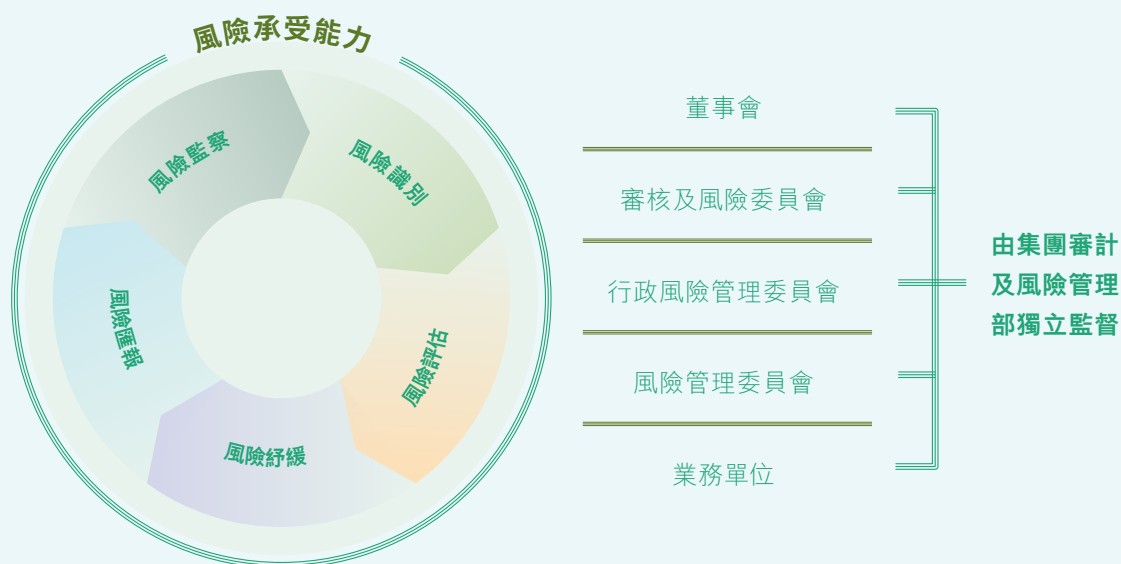 風險承受能力
風險監察
風險識別
風險匯報
風險評估
風險紓緩
董事會
審核及風險委員會
行政風險管理委員會
風險管理委員會
業務單位
由集團審計
及風險管理
部獨立監督